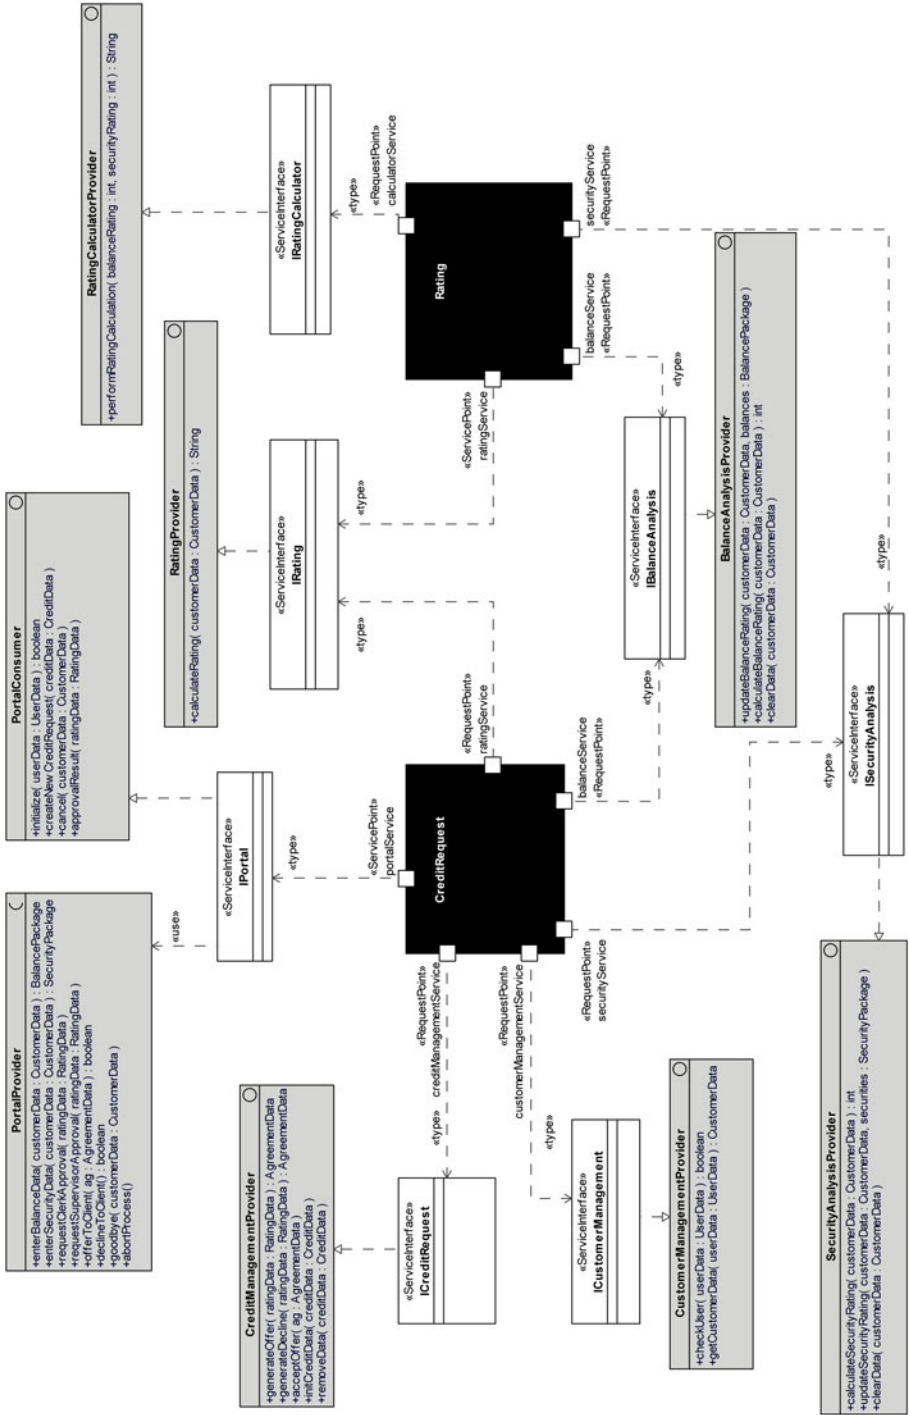 PortalProvider
+enterBalanceData( customerData : CustomerData ) : BalancePackage
+enterSecurityData( customerData : CustomerData ) : SecurityPackage
+requestClerkApproval( ratingData : RatingData )
+requestSupervisorApproval( ratingData : RatingData )
+offerToClient( ag : AgreementData ) : boolean
+declineToClient() : boolean
+goodbye( customerData : CustomerData )
+abortProcess()
PortalConsumer
+initialize( userData : UserData ) : boolean
+createNewCreditRequest( creditData : CreditData )
+cancel( customerData : CustomerData )
+approvalResult( ratingData : RatingData )
RatingCalculatorProvider
+performRatingCalculation( balanceRating : int, securityRating : int ) : String
RatingProvider
+calculateRating( customerData : CustomerData ) : String
«use»
«ServiceInterface»
IPortal
«type»
«ServiceInterface»
IRating
«type»
«type»
«ServiceInterface»
IRatingCalculator
«type»
«RequestPoint»
calculatorService
CreditManagementProvider
+generateOffer( ratingData : RatingData ) : AgreementData
+generateDecline( ratingData : RatingData ) : AgreementData
+acceptOffer( ag : AgreementData )
+initCreditData( creditData : CreditData )
+removeData( creditData : CreditData )
«ServiceInterface»
ICreditRequest
«type»
«RequestPoint»
creditManagementService
«ServicePoint»
portalService
CreditRequest
«RequestPoint»
ratingService
«ServicePoint»
ratingService
Rating
«RequestPoint»
customerManagementService
«type»
«ServiceInterface»
ICustomerManagement
«RequestPoint»
securityService
balanceService
«RequestPoint»
balanceService
«RequestPoint»
securityService
«RequestPoint»
«type»
«ServiceInterface»
IBalanceAnalysis
«type»
CustomerManagementProvider
+checkUser( userData : UserData ) : boolean
+getCustomerData( userData : UserData ) : CustomerData
BalanceAnalysisProvider
+updateBalanceRating( customerData : CustomerData, balances : BalancePackage )
+calculateBalanceRating( customerData : CustomerData ) : int
+clearData( customerData : CustomerData )
SecurityAnalysisProvider
+calculateSecurityRating( customerData : CustomerData ) : int
+updateSecurityRating( customerData : CustomerData, securities : SecurityPackage )
+clearData( customerData : CustomerData )
«type»
«ServiceInterface»
ISecurityAnalysis
«type»